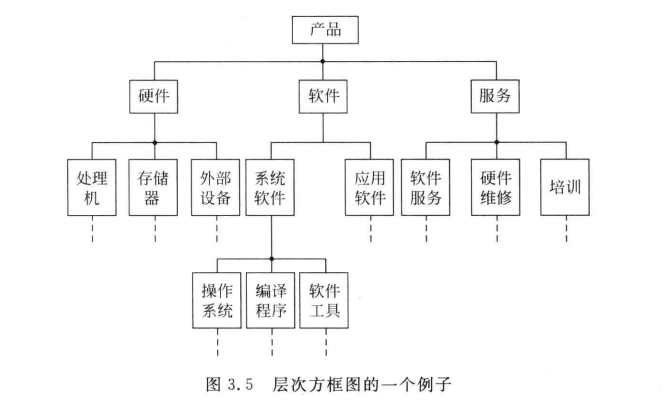 产品
硬件
软件
服务
处理
机
存储
器
外部
设备
系统
软件
应用
软件
软件
服务
硬件
维修
培训
操作
系统
编译
程序
软件
工具
图 3.5 层次方框图的一个例子